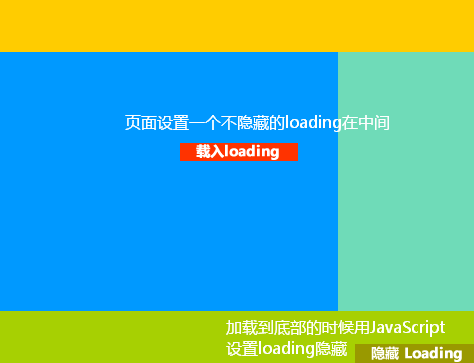 页面设置一个不隐藏的loading在中间
载入loading
加载到底部的时候用JavaScript
设置loading隐藏
隐藏 Loading